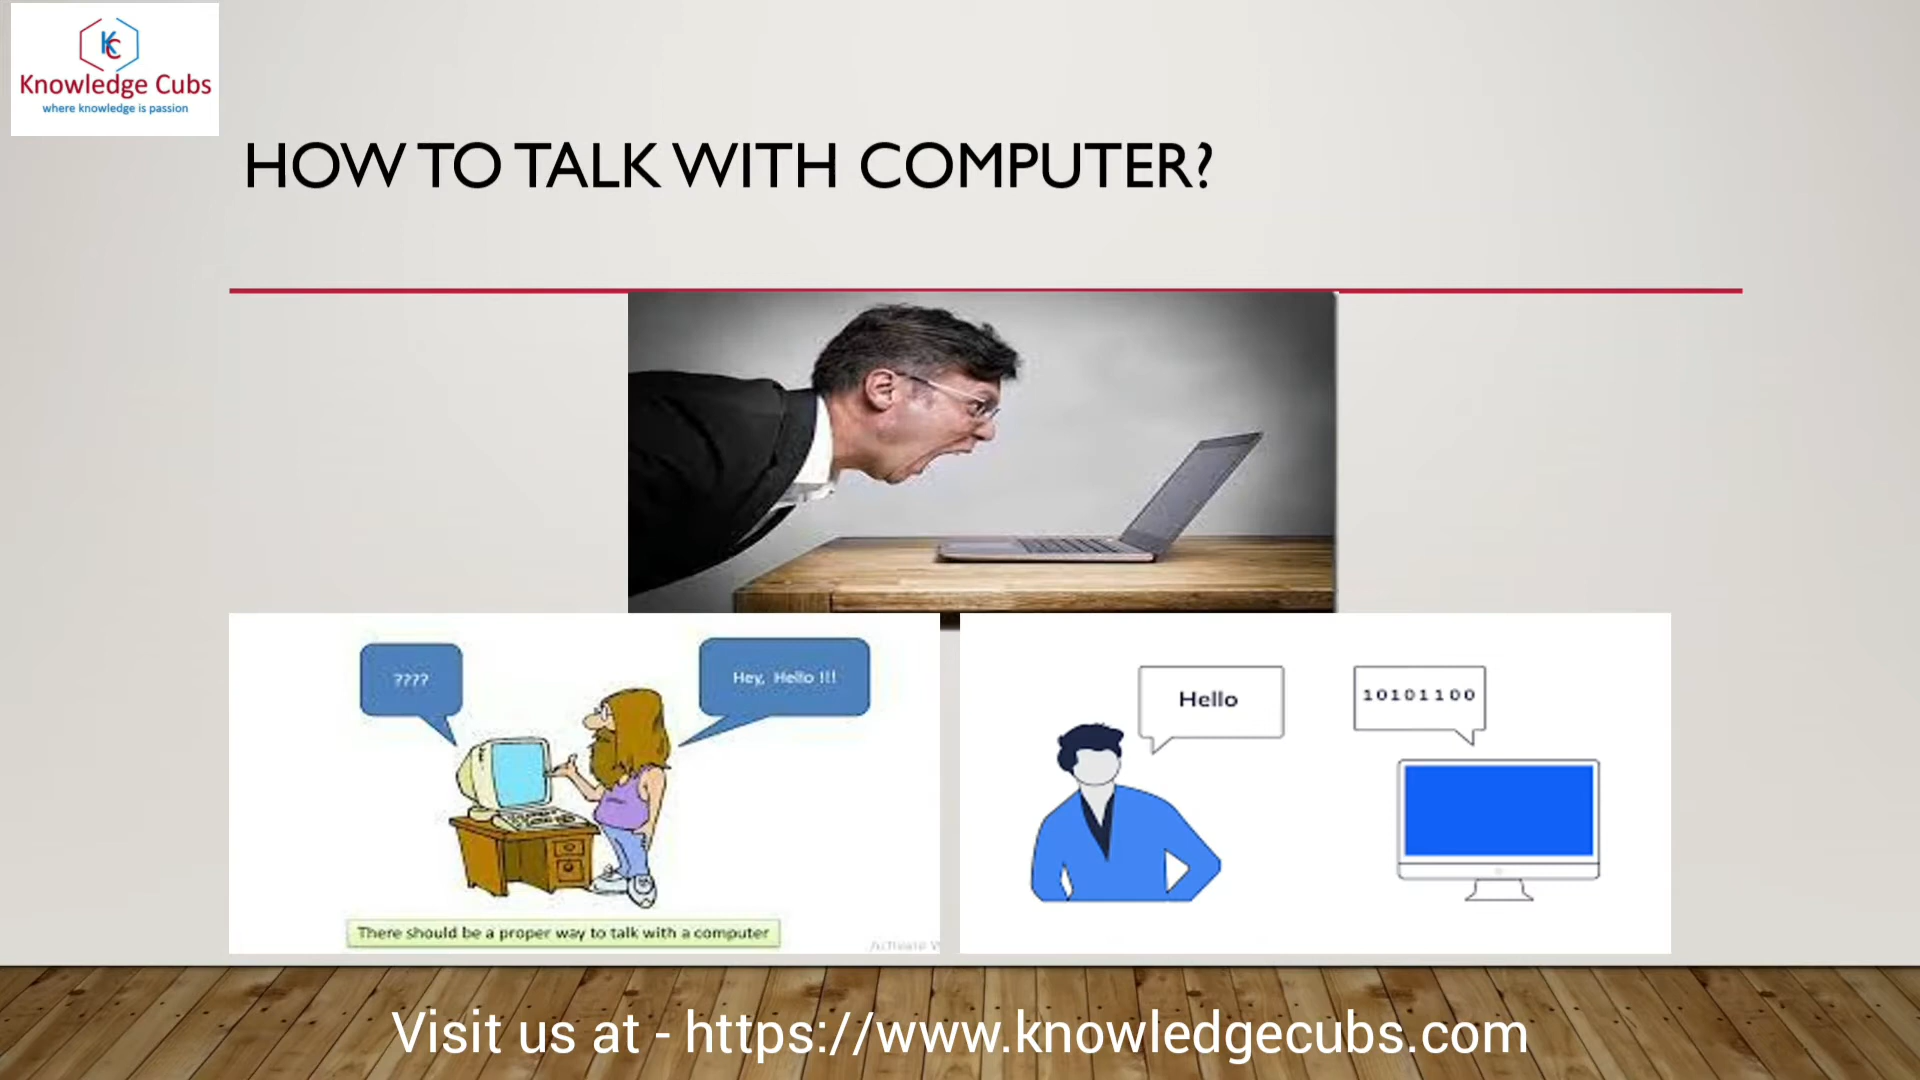 KC
Knowledge Cubs
where knowledge is passion
HOW TO TALK WITH COMPUTER?
????
Hey, Hello !!!
There should be a proper way to talk with a computer
Hello
10101100
Visit us at - https://www.knowledgecubs.com